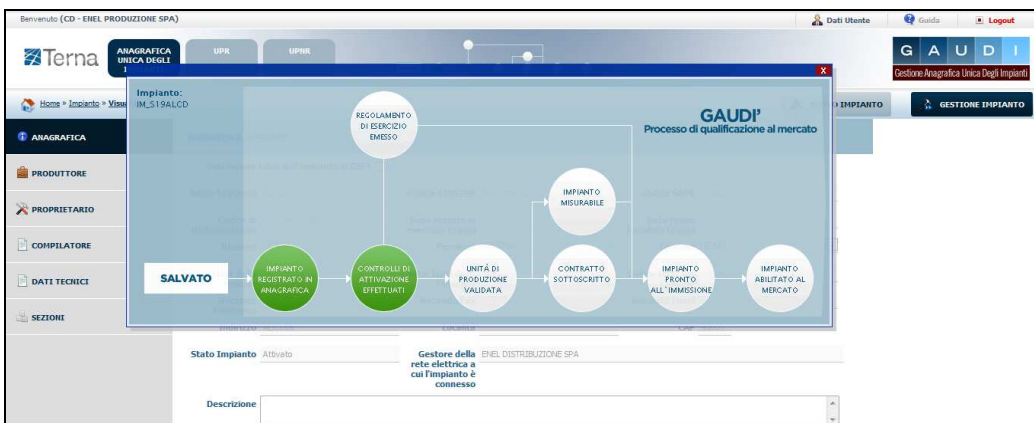 Benvenuto (CD - ENEL PRODUZIONE SPA)
Dati Utente
Guida
Logout
Terna
ANAGRAFICA
UNICA DEGLI
UPR
UPNR
GAUDI
Gestione Anagrafica Unica Degli Impianti
Home » Impianto »
IMPIANTO
GESTIONE IMPIANTO
X
Impianto:
IM_S19ALCD
GAUDI'
Processo di qualificazione al mercato
REGOLAMENTO
DI ESERCIZIO
EMESSO
IMPIANTO
MISURABILE
SALVATO
IMPIANTO
REGISTRATO IN
ANAGRAFICA
CONTROLLI DI
ATTIVAZIONE
EFFETTUATI
UNITÀ DI
PRODUZIONE
VALIDATA
CONTRATTO
SOTTOSCRITTO
IMPIANTO
PRONTO
ALL'IMMISSIONE
IMPIANTO
ABILITATO AL
MERCATO
ANAGRAFICA
PRODUTTORE
PROPRIETARIO
COMPILATORE
DATI TECNICI
SEZIONI
Indirizzo
Località
CAP
Stato Impianto Attivato
Gestore della
rete elettrica a
cui l'impianto è
connesso
ENEL DISTRIBUZIONE SPA
Descrizione